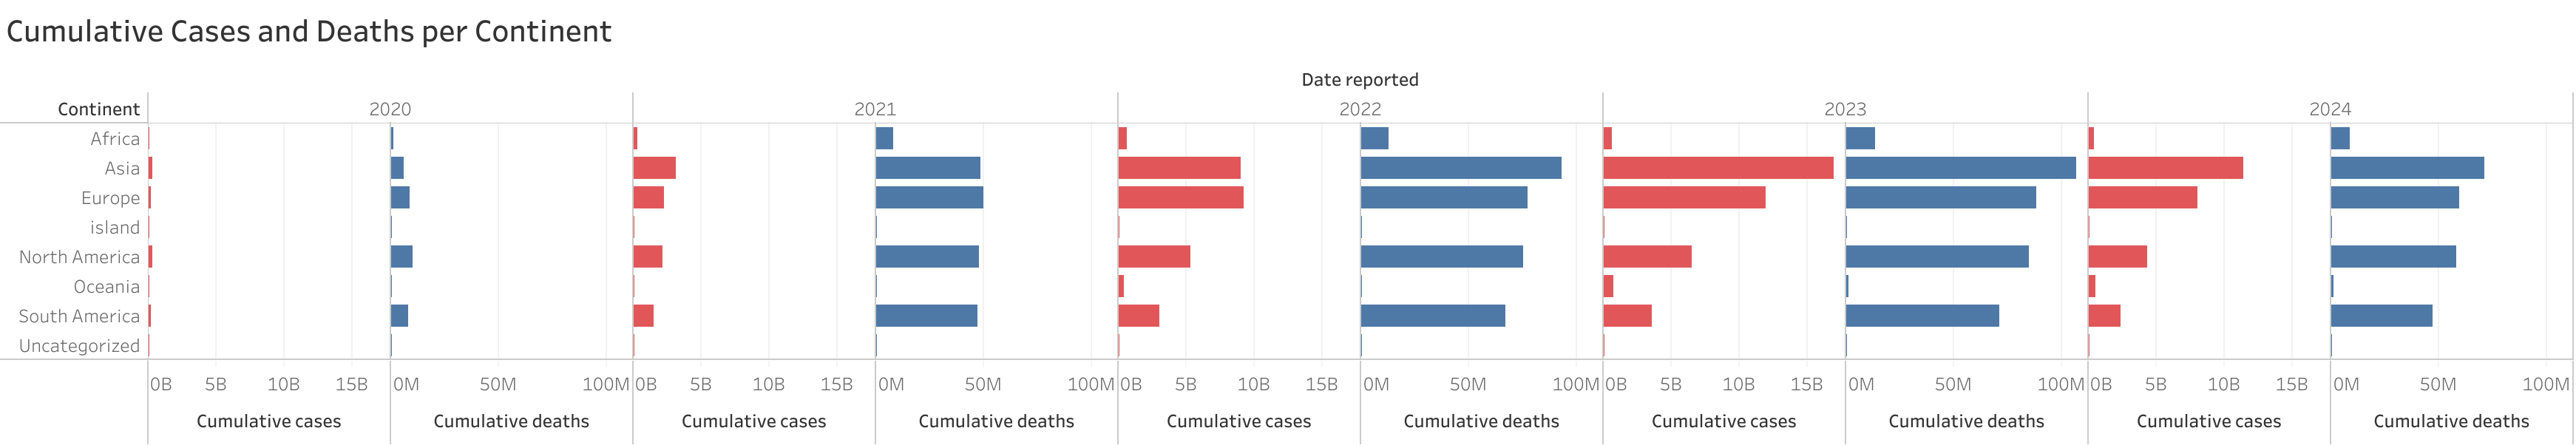 Cumulative Cases and Deaths per Continent
Date reported
Continent 2020 2021 2022 2023 2024
Africa
Asia
Europe
island
North America
Oceania
South America
Uncategorized
0B 5B 10B 15B 0M 50M 100M 0B 5B 10B 15B 0M 50M 100M 0B 5B 10B 15B 0M 50M 100M 0B 5B 10B 15B 0M 50M 100M 0B 5B 10B 15B 0M 50M 100M
Cumulative cases Cumulative deaths Cumulative cases Cumulative deaths Cumulative cases Cumulative deaths Cumulative cases Cumulative deaths Cumulative cases Cumulative deaths